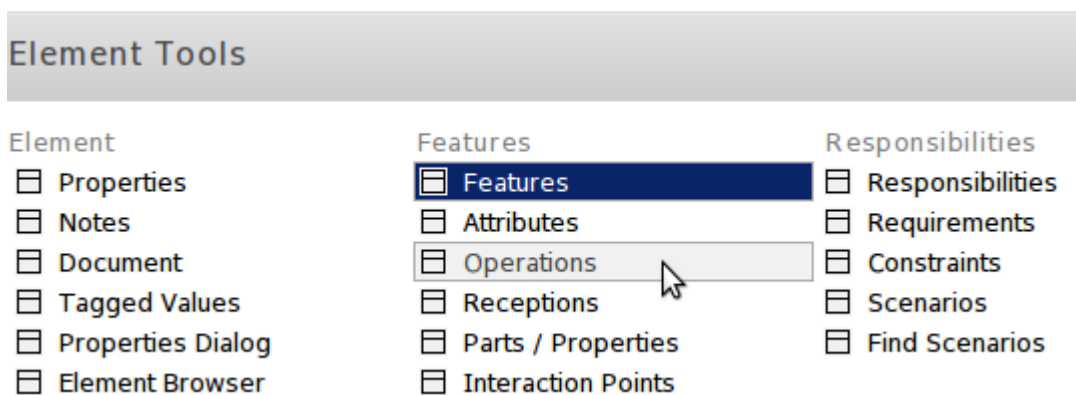 Element Tools
Element
Properties
Notes
Document
Tagged Values
Properties Dialog
Element Browser
Features
Features
Attributes
Operations
Receptions
Parts / Properties
Interaction Points
Responsibilities
Responsibilities
Requirements
Constraints
Scenarios
Find Scenarios